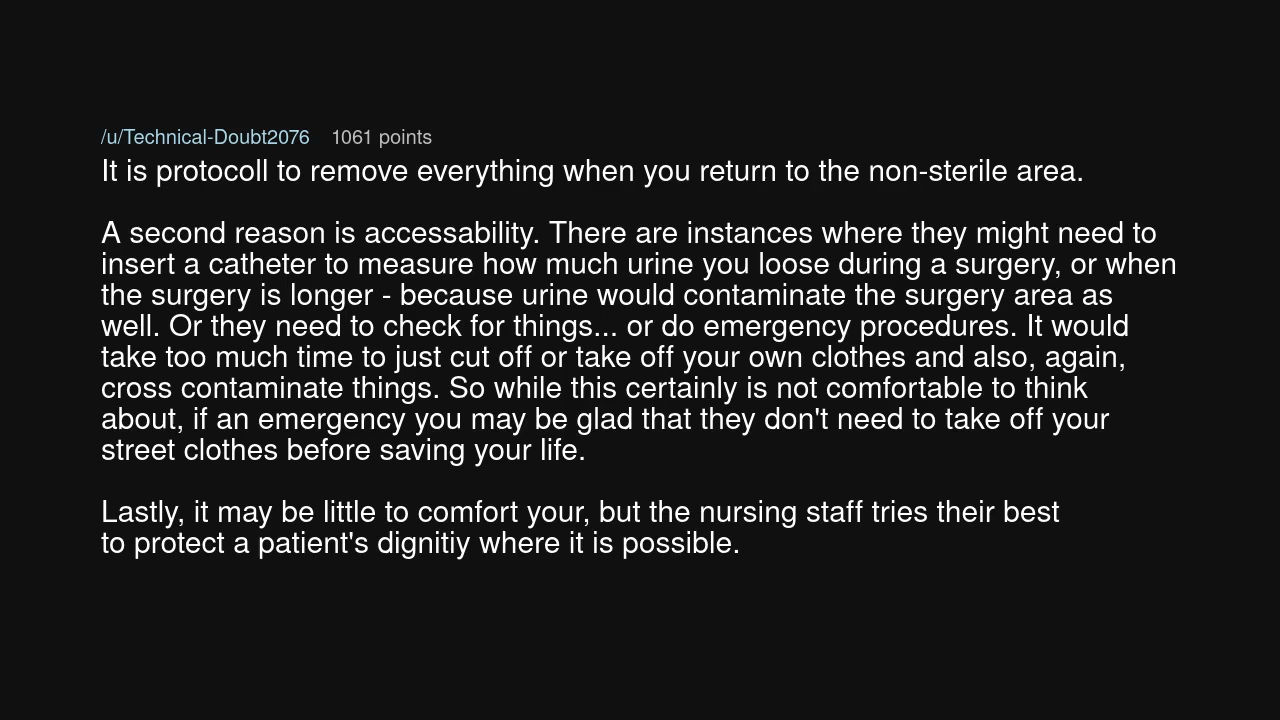 /u/Technical-Doubt2076 1061 points
It is protocoll to remove everything when you return to the non-sterile area.
A second reason is accessability. There are instances where they might need to
insert a catheter to measure how much urine you loose during a surgery, or when
the surgery is longer - because urine would contaminate the surgery area as
well. Or they need to check for things... or do emergency procedures. It would
take too much time to just cut off or take off your own clothes and also, again,
cross contaminate things. So while this certainly is not comfortable to think
about, if an emergency you may be glad that they don't need to take off your
street clothes before saving your life.
Lastly, it may be little to comfort your, but the nursing staff tries their best
to protect a patient's dignitiy where it is possible.